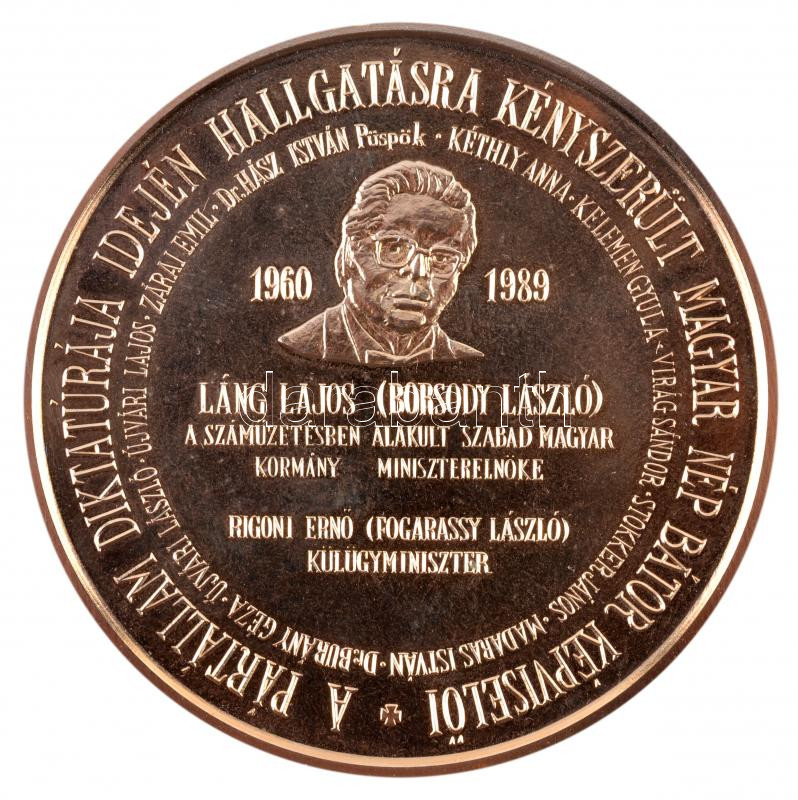 A PÁRTÁLLAM DIKTATÚRÁJA IDEJÉN HALLGATÁSRA KÉNYSZERÜLT MAGYAR NÉP BÁTOR KÉPVISELŐI
Dr. BURÁNY GÉZA · ÚJVÁRI LÁSZLÓ · ÚJVÁRI LAJOS · ZÁRAI EMIL · Dr. HÁSZ ISTVÁN Püspök · KÉTHLY ANNA · KELEMEN GYULA · VIRÁG SÁNDOR · STOKKER JÁNOS · MADARÁS ISTVÁN ·
1960 1989
LÁNG LAJOS (BORSODY LÁSZLÓ)
A SZÁMŰZETÉSBEN ALAKULT SZABAD MAGYAR
KORMÁNY MINISZTERELNÖKE
RIGONI ERNŐ (FOGARASSY LÁSZLÓ)
KÜLÜGYMINISZTER
darabanth